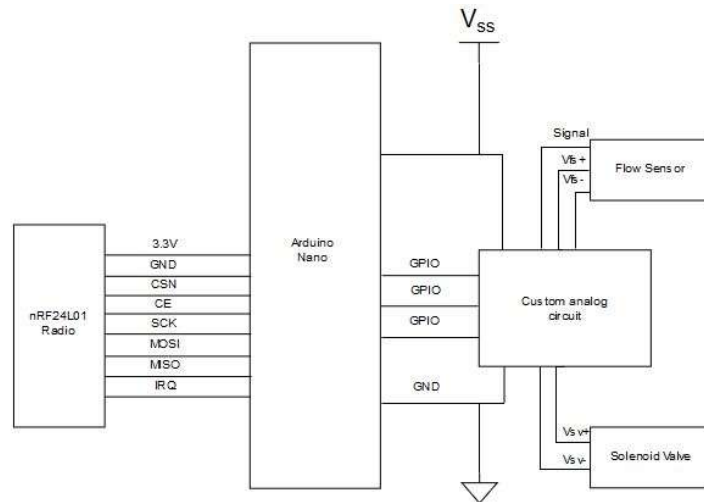 Vss
Signal
Vfs+
Vfs-
Flow Sensor
nRF24L01
Radio
3.3V
GND
CSN
CE
SCK
MOSI
MISO
IRQ
Arduino
Nano
GPIO
GPIO
GPIO
GND
Custom analog
circuit
Vsv+
Vsv-
Solenoid Valve